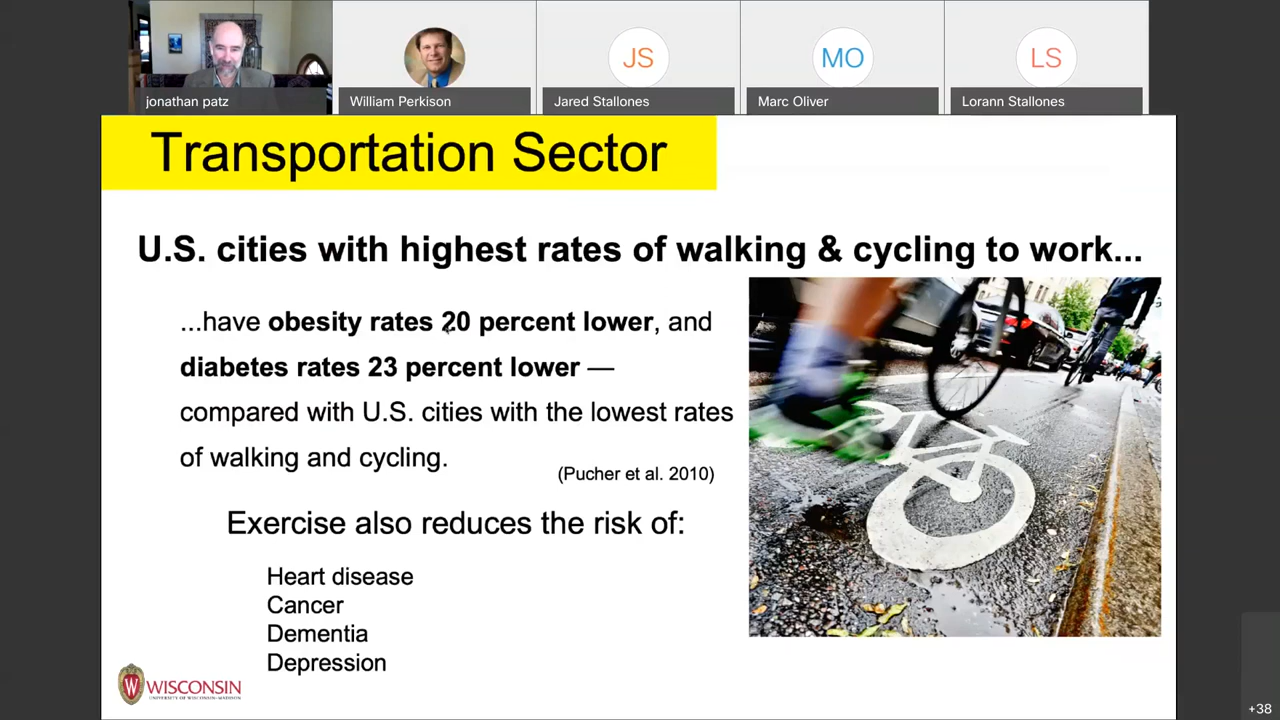 jonathan patz
William Perkison
JS
Jared Stallones
MO
Marc Oliver
LS
Lorann Stallones
Transportation Sector
U.S. cities with highest rates of walking & cycling to work...
...have obesity rates 20 percent lower, and
diabetes rates 23 percent lower —
compared with U.S. cities with the lowest rates
of walking and cycling.
(Pucher et al. 2010)
Exercise also reduces the risk of:
Heart disease
Cancer
Dementia
Depression
W
WISCONSIN
UNIVERSITY OF WISCONSIN-MADISON
+38